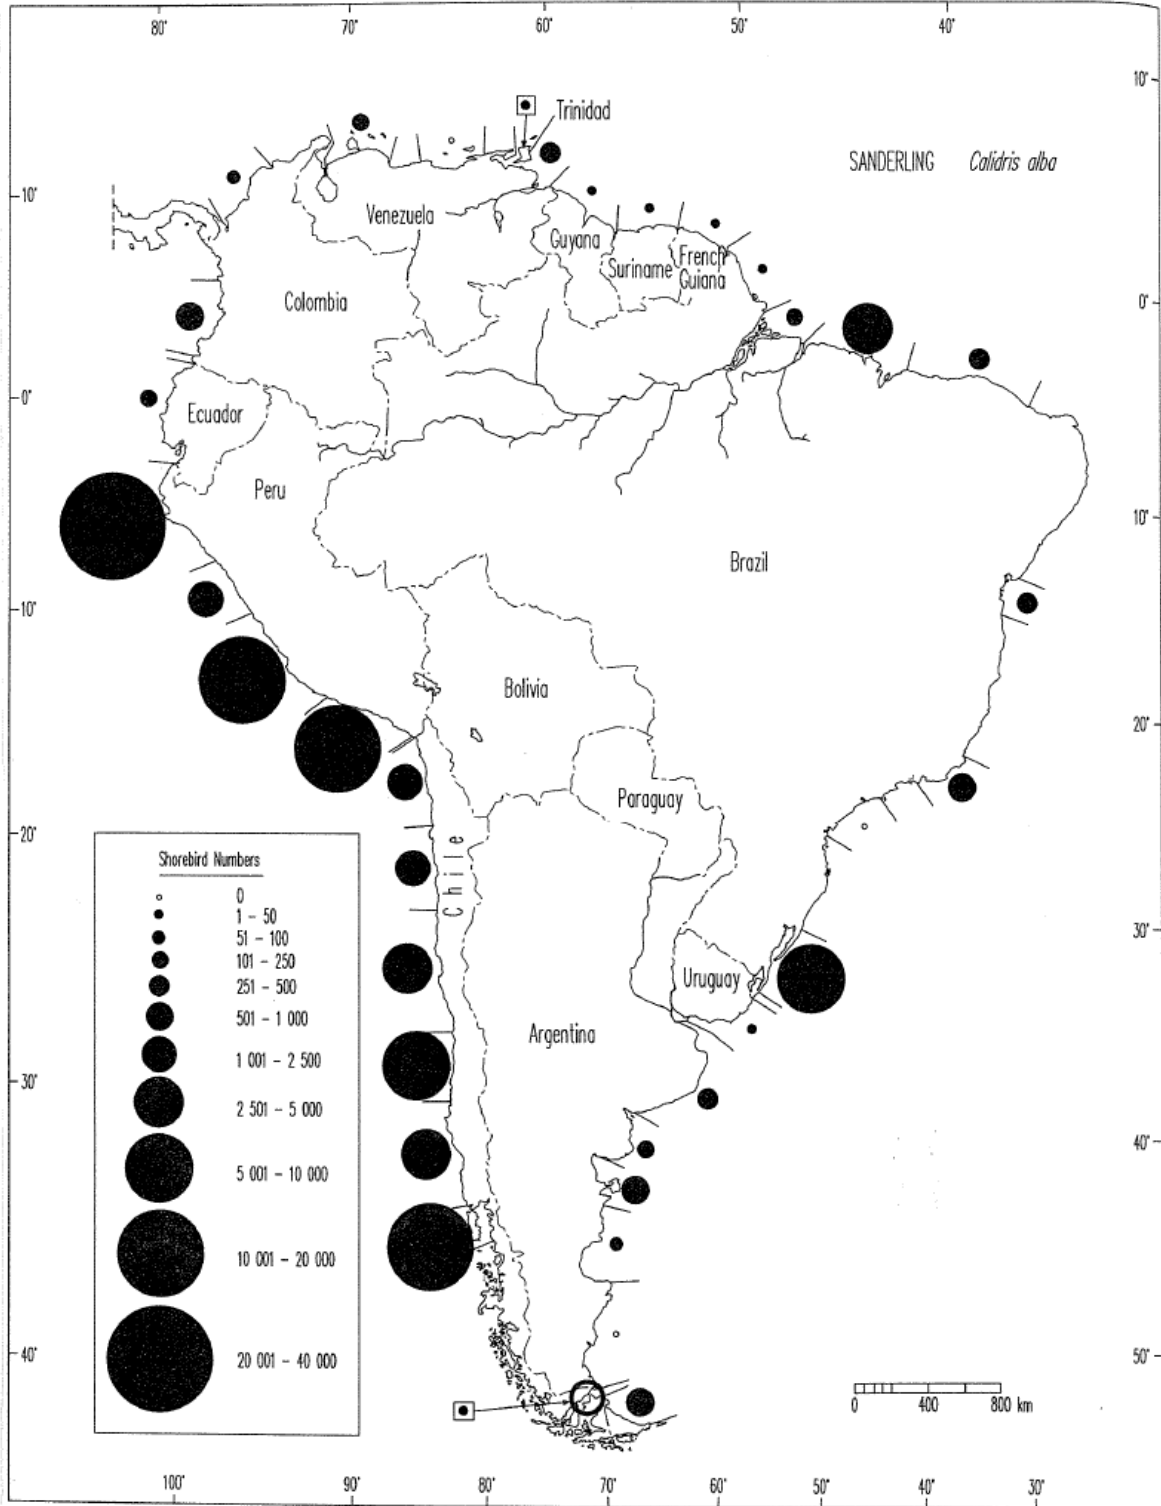 80° 70° 60° 50° 40°
10°
Trinidad
SANDERLING Calidris alba
10°
Venezuela
Guyana
Suriname
French
Guiana
Colombia
0°
0°
Ecuador
Peru
10°
Brazil
10°
Bolivia
20°
Paraguay
20°
Chile
Shorebird Numbers
0
1 - 50
51 - 100
101 - 250
251 - 500
501 - 1 000
1 001 - 2 500
2 501 - 5 000
5 001 - 10 000
10 001 - 20 000
20 001 - 40 000
30°
Uruguay
Argentina
30°
40°
40°
50°
0 400 800 km
100° 90° 80° 70° 60° 50° 40° 30°